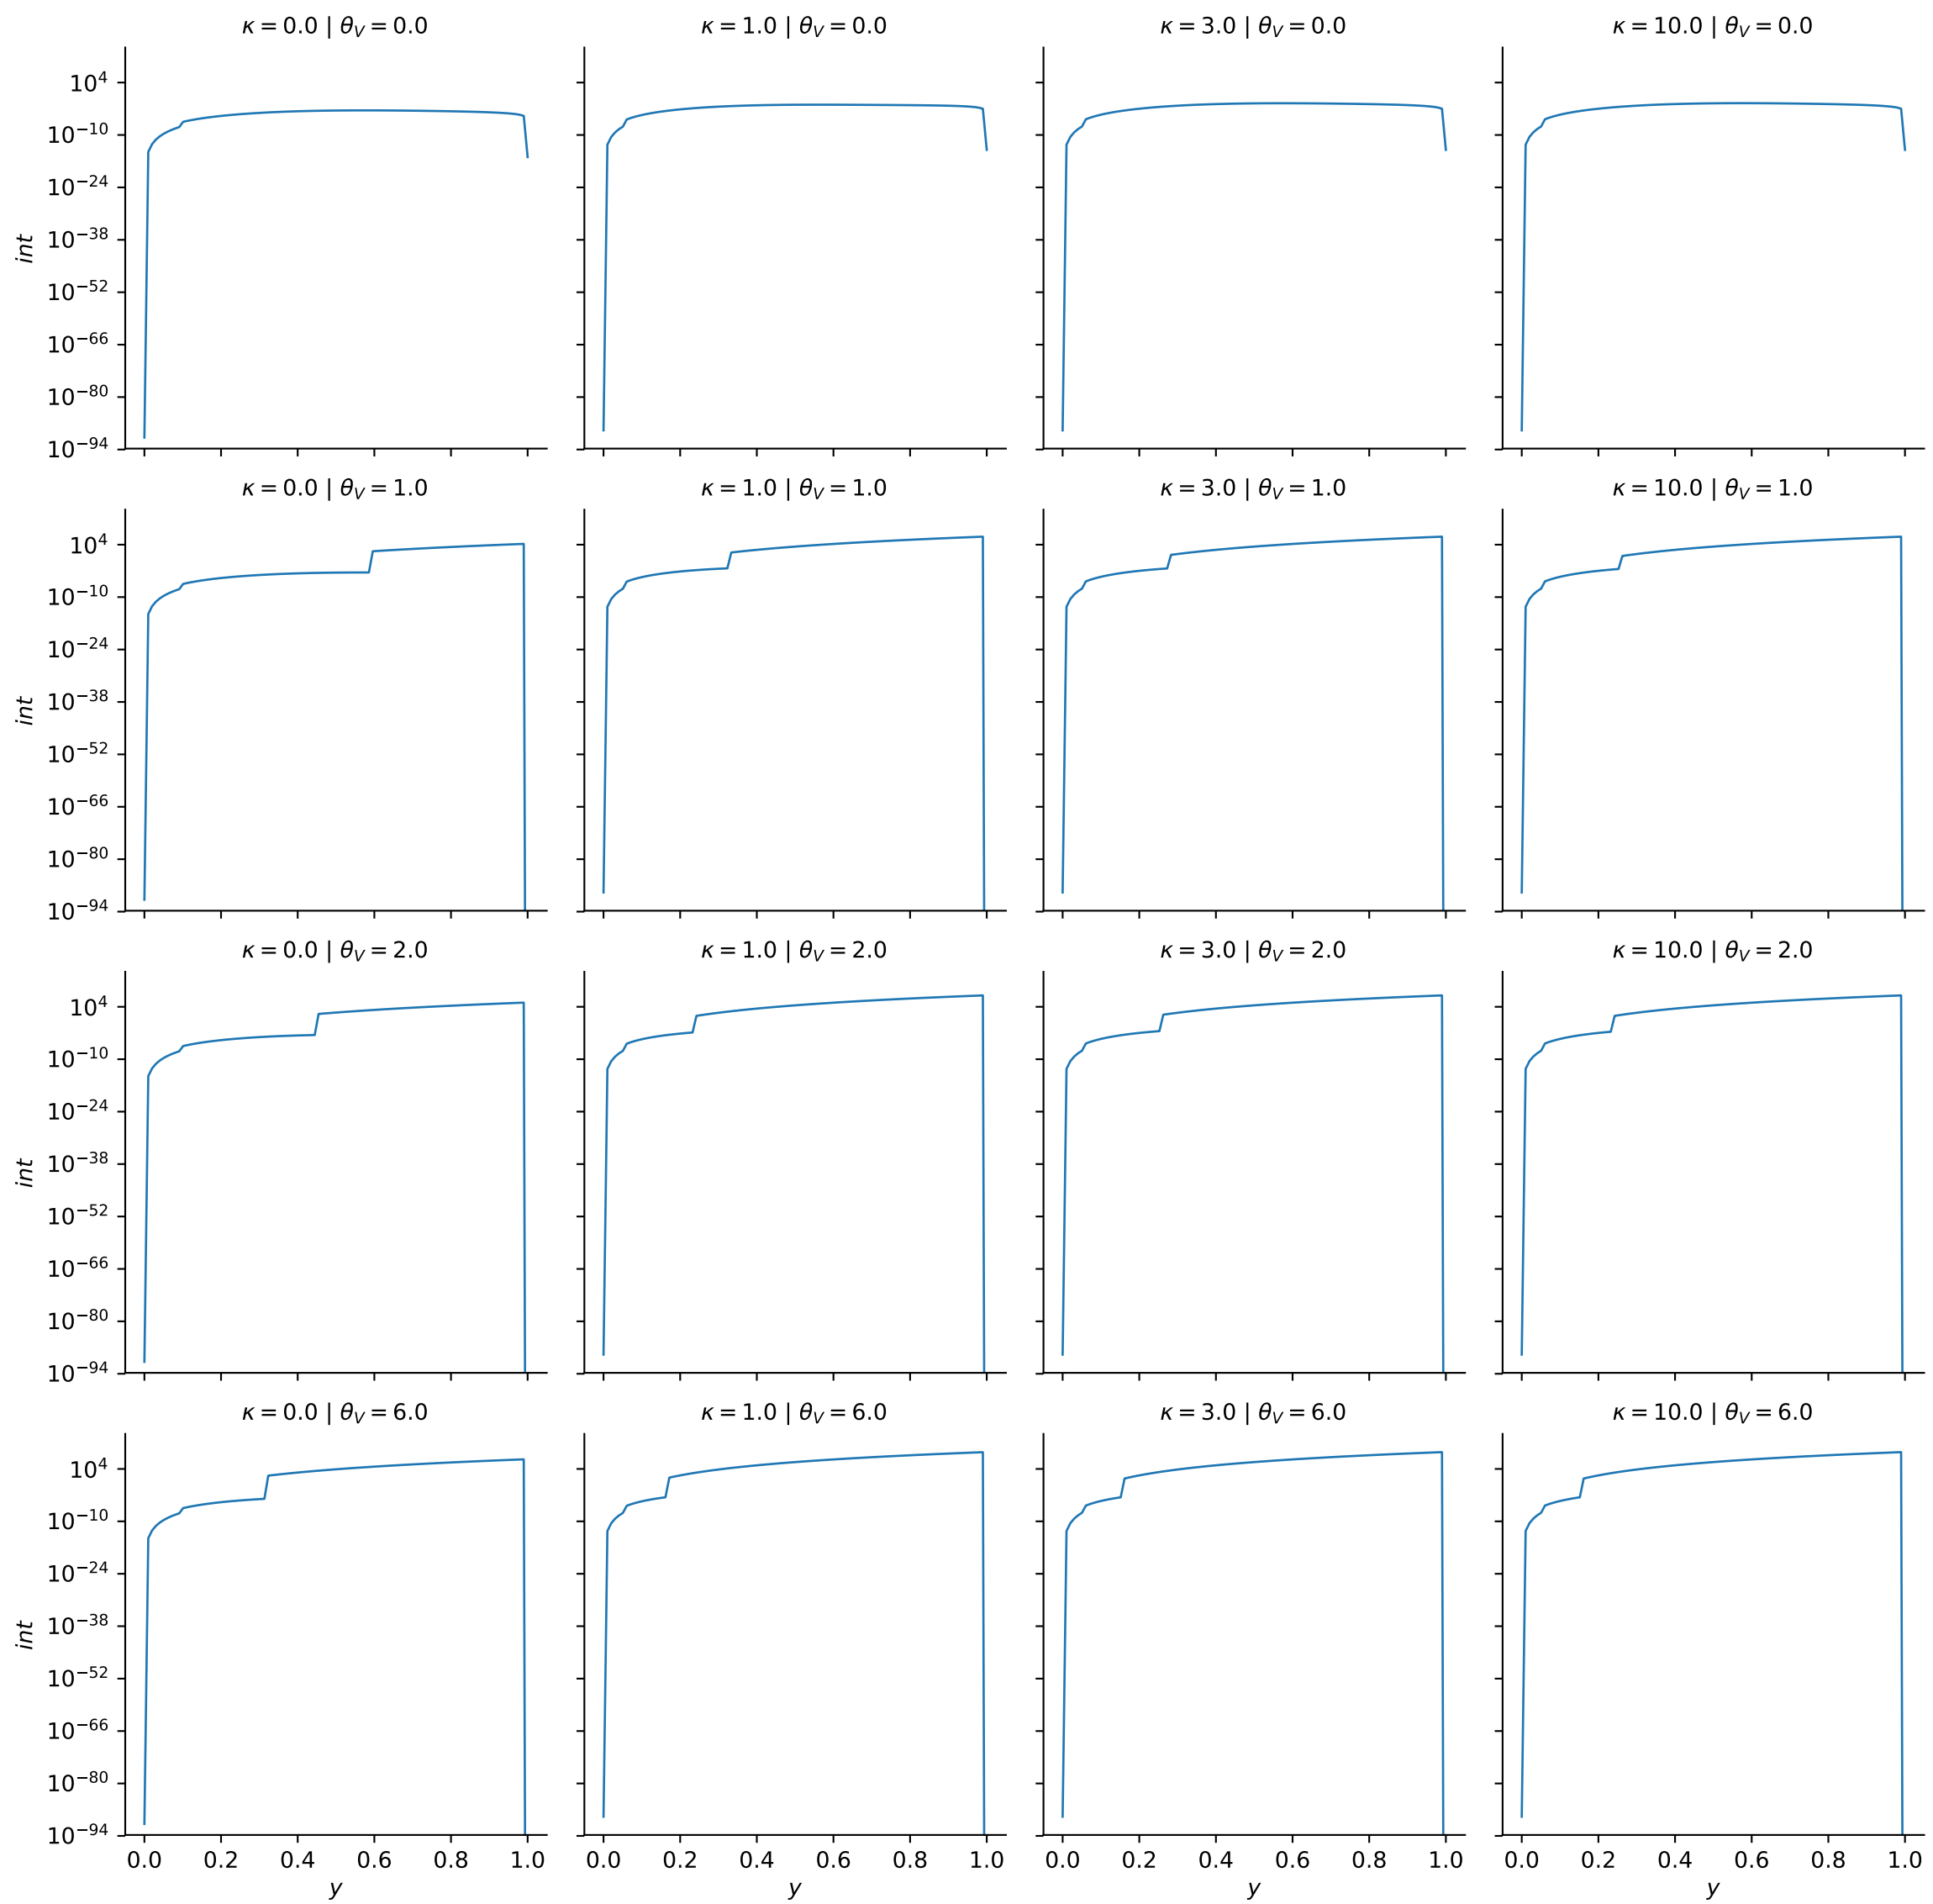 κ = 0.0 | θ_V = 0.0
κ = 1.0 | θ_V = 0.0
κ = 3.0 | θ_V = 0.0
κ = 10.0 | θ_V = 0.0
10^4
10^−10
10^−24
10^−38
10^−52
10^−66
10^−80
10^−94
int
κ = 0.0 | θ_V = 1.0
κ = 1.0 | θ_V = 1.0
κ = 3.0 | θ_V = 1.0
κ = 10.0 | θ_V = 1.0
10^4
10^−10
10^−24
10^−38
10^−52
10^−66
10^−80
10^−94
int
κ = 0.0 | θ_V = 2.0
κ = 1.0 | θ_V = 2.0
κ = 3.0 | θ_V = 2.0
κ = 10.0 | θ_V = 2.0
10^4
10^−10
10^−24
10^−38
10^−52
10^−66
10^−80
10^−94
int
κ = 0.0 | θ_V = 6.0
κ = 1.0 | θ_V = 6.0
κ = 3.0 | θ_V = 6.0
κ = 10.0 | θ_V = 6.0
10^4
10^−10
10^−24
10^−38
10^−52
10^−66
10^−80
10^−94
int
0.0 0.2 0.4 0.6 0.8 1.0
0.0 0.2 0.4 0.6 0.8 1.0
0.0 0.2 0.4 0.6 0.8 1.0
0.0 0.2 0.4 0.6 0.8 1.0
y
y
y
y